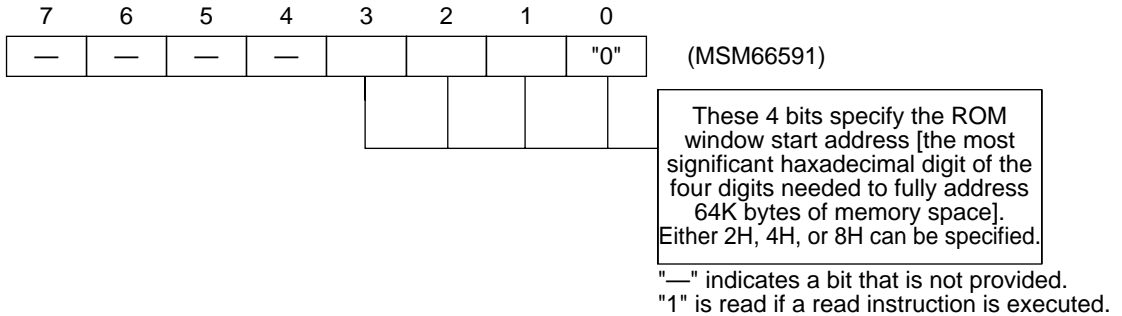 7 6 5 4 3 2 1 0
— — — — "0" (MSM66591)
These 4 bits specify the ROM
window start address [the most
significant haxadecimal digit of the
four digits needed to fully address
64K bytes of memory space].
Either 2H, 4H, or 8H can be specified.
"—" indicates a bit that is not provided.
"1" is read if a read instruction is executed.